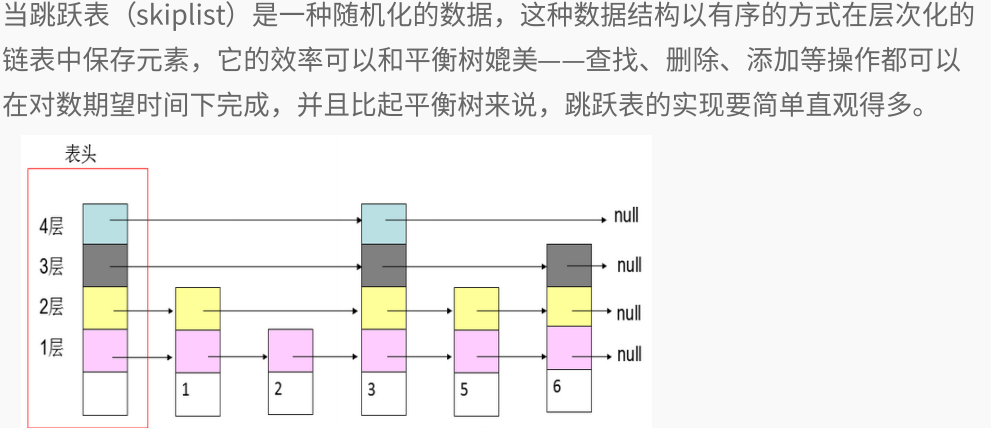 当跳跃表（skiplist）是一种随机化的数据，这种数据结构以有序的方式在层次化的
链表中保存元素，它的效率可以和平衡树媲美——查找、删除、添加等操作都可以
在对数期望时间下完成，并且比起平衡树来说，跳跃表的实现要简单直观得多。
表头
4层 null
3层 null
2层 null
1层 null
1 2 3 5 6